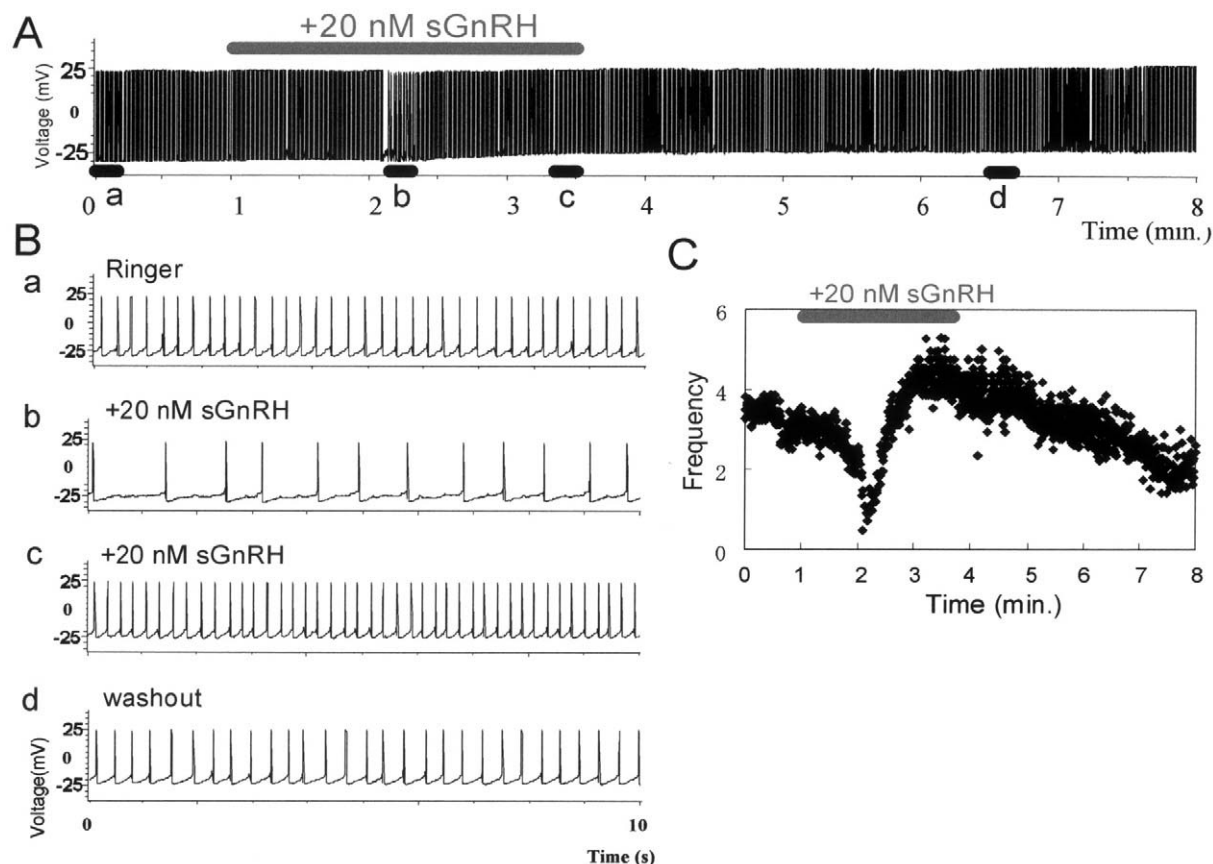 A
+20 nM sGnRH
Voltage (mV)
25
0
-25
a
b
c
d
0 1 2 3 4 5 6 7 8
Time (min.)
B
a
Ringer
25
0
-25
b
+20 nM sGnRH
25
0
-25
c
+20 nM sGnRH
25
0
-25
d
washout
25
0
-25
Voltage(mV)
0 10
Time (s)
C
+20 nM sGnRH
Frequency
6
4
2
0
0 1 2 3 4 5 6 7 8
Time (min.)